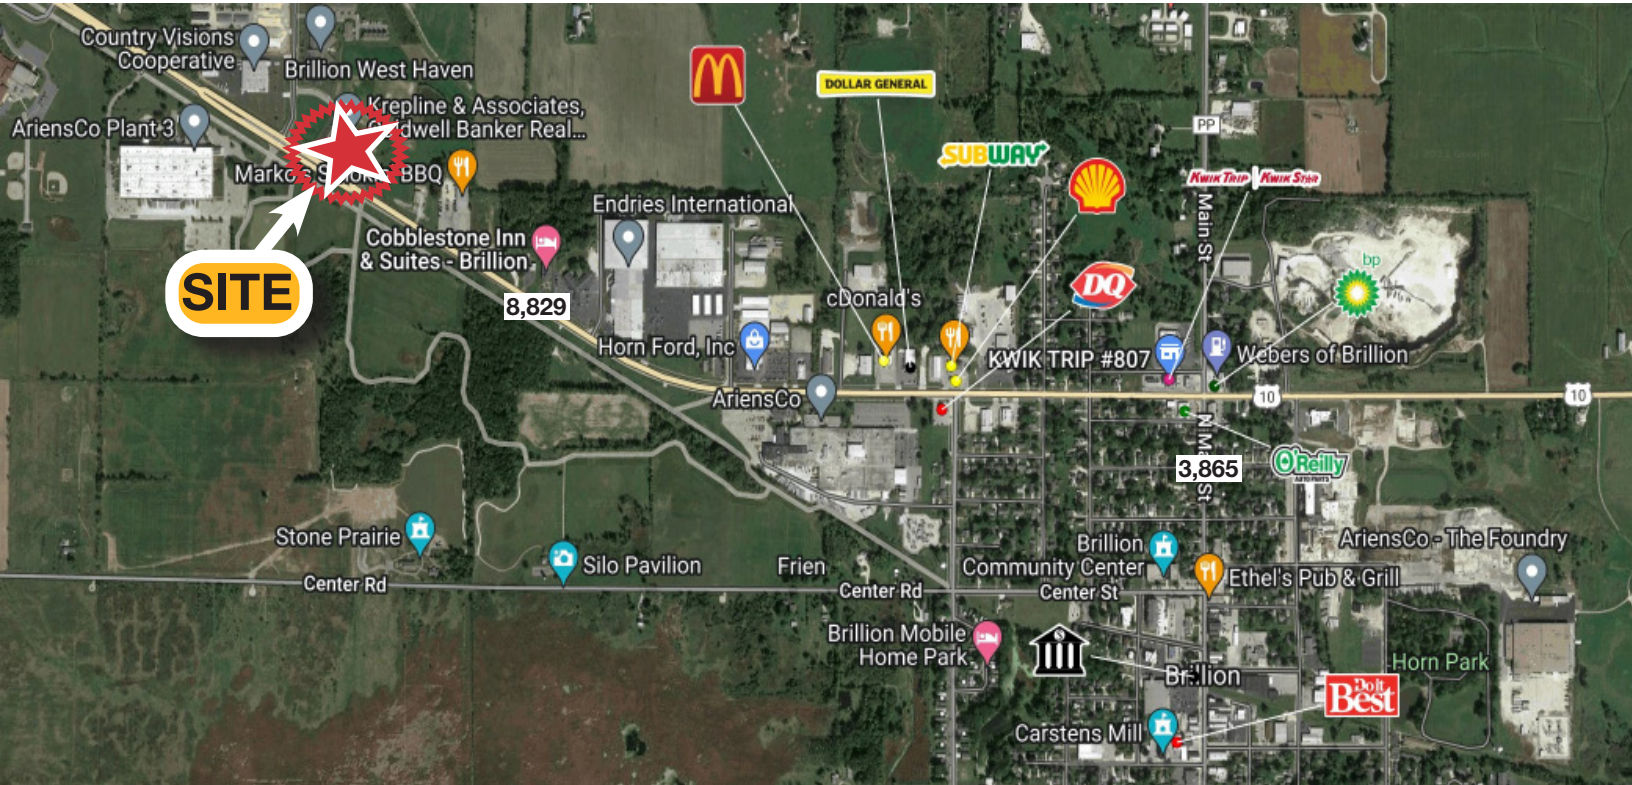 Country Visions
Cooperative
Brillion West Haven
Krepline & Associates,
dwell Banker Real...
AriensCo Plant 3
Marko's S
BBQ
SITE
Cobblestone Inn
& Suites - Brillion
8,829
Endries International
Horn Ford, Inc
AriensCo
DOLLAR GENERAL
SUBWAY
cDonald's
DQ
PP
KWIK TRIP
KWIK STAR
Main St
bp
KWIK TRIP #807
Webers of Brillion
10
10
N Ma
St
3,865
O'Reilly
AUTO PARTS
Stone Prairie
Silo Pavilion
Frien
Center Rd
Center Rd
Center St
Brillion
Community Center
Ethel's Pub & Grill
AriensCo - The Foundry
Brillion Mobile
Home Park
$
Brillion
Horn Park
Do it
Best
Carstens Mill